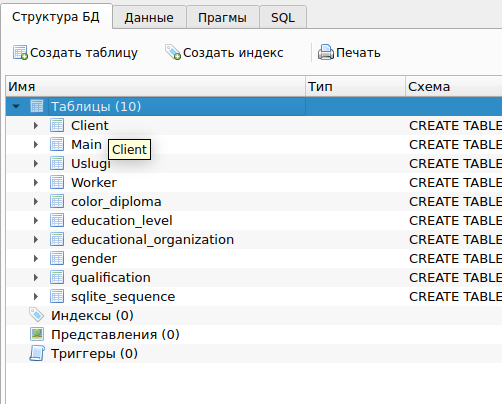 Структура БД Данные Прагмы SQL
Создать таблицу Создать индекс Печать
Имя Тип Схема
Таблицы (10)
Client CREATE TABLE
Main Client CREATE TABLE
Uslugi CREATE TABLE
Worker CREATE TABLE
color_diploma CREATE TABLE
education_level CREATE TABLE
educational_organization CREATE TABLE
gender CREATE TABLE
qualification CREATE TABLE
sqlite_sequence CREATE TABLE
Индексы (0)
Представления (0)
Триггеры (0)